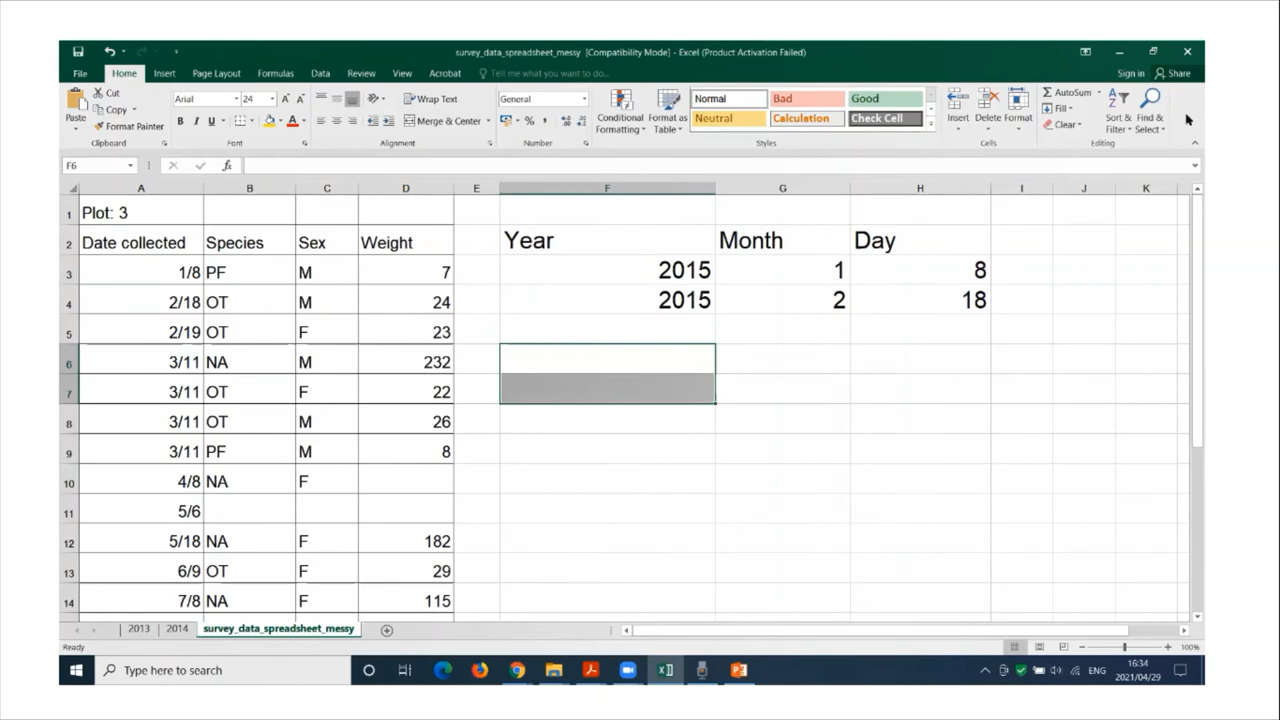 survey_data_spreadsheet_messy [Compatibility Mode] - Excel (Product Activation Failed)
File Home Insert Page Layout Formulas Data Review View Acrobat Tell me what you want to do... Sign in Share
Cut
Copy
Format Painter
Paste
Clipboard
Arial 24 A A
B I U A
Font
Wrap Text
Merge & Center
Alignment
General
% ,
Number
Conditional Formatting
Format as Table
Normal Bad Good
Neutral Calculation Check Cell
Styles
Insert Delete Format
Cells
AutoSum
Fill
Clear
Sort & Filter
Find & Select
Editing
F6 fx
A B C D E F G H I J K
1 Plot: 3
2 Date collected Species Sex Weight Year Month Day
3 1/8 PF M 7 2015 1 8
4 2/18 OT M 24 2015 2 18
5 2/19 OT F 23
6 3/11 NA M 232
7 3/11 OT F 22
8 3/11 OT M 26
9 3/11 PF M 8
10 4/8 NA F
11 5/6
12 5/18 NA F 182
13 6/9 OT F 29
14 7/8 NA F 115
2013 2014 survey_data_spreadsheet_messy
Ready 100%
Type here to search
ENG
16:34
2021/04/29